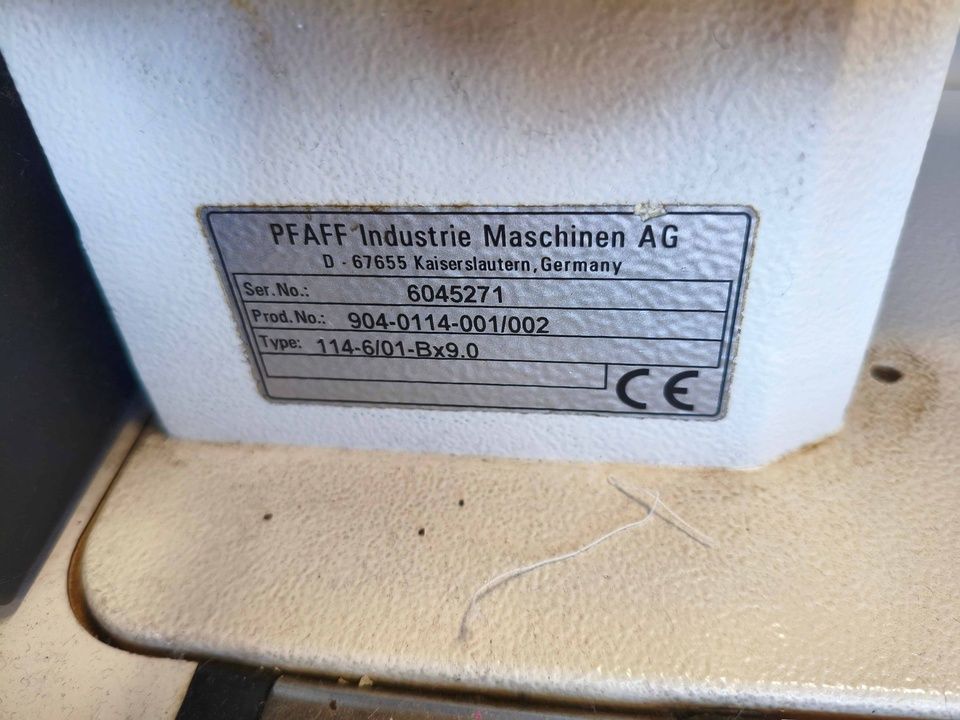 PFAFF Industrie Maschinen AG
D - 67655 Kaiserslautern, Germany
Ser.No.: 6045271
Prod.No.: 904-0114-001/002
Type: 114-6/01-Bx9.0
CE